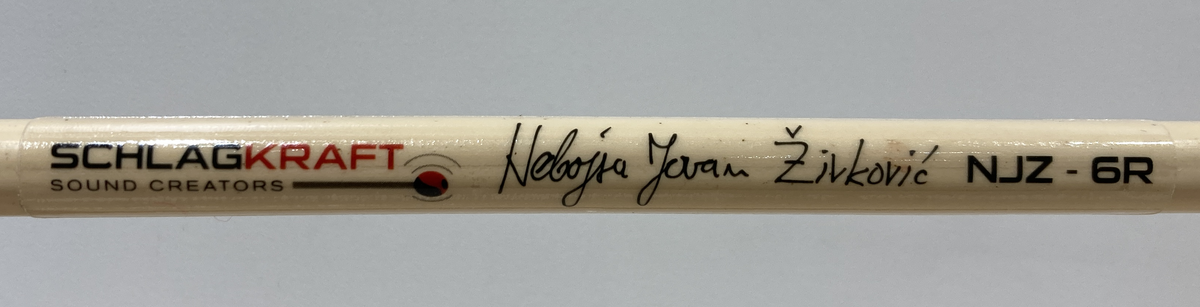 SCHLAGKRAFT
SOUND CREATORS
Nebojša Jovan Živković
NJZ - 6R